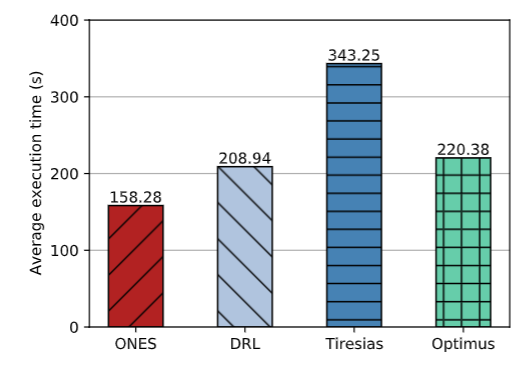 400
300
200
100
0
Average execution time (s)
158.28
208.94
343.25
220.38
ONES
DRL
Tiresias
Optimus